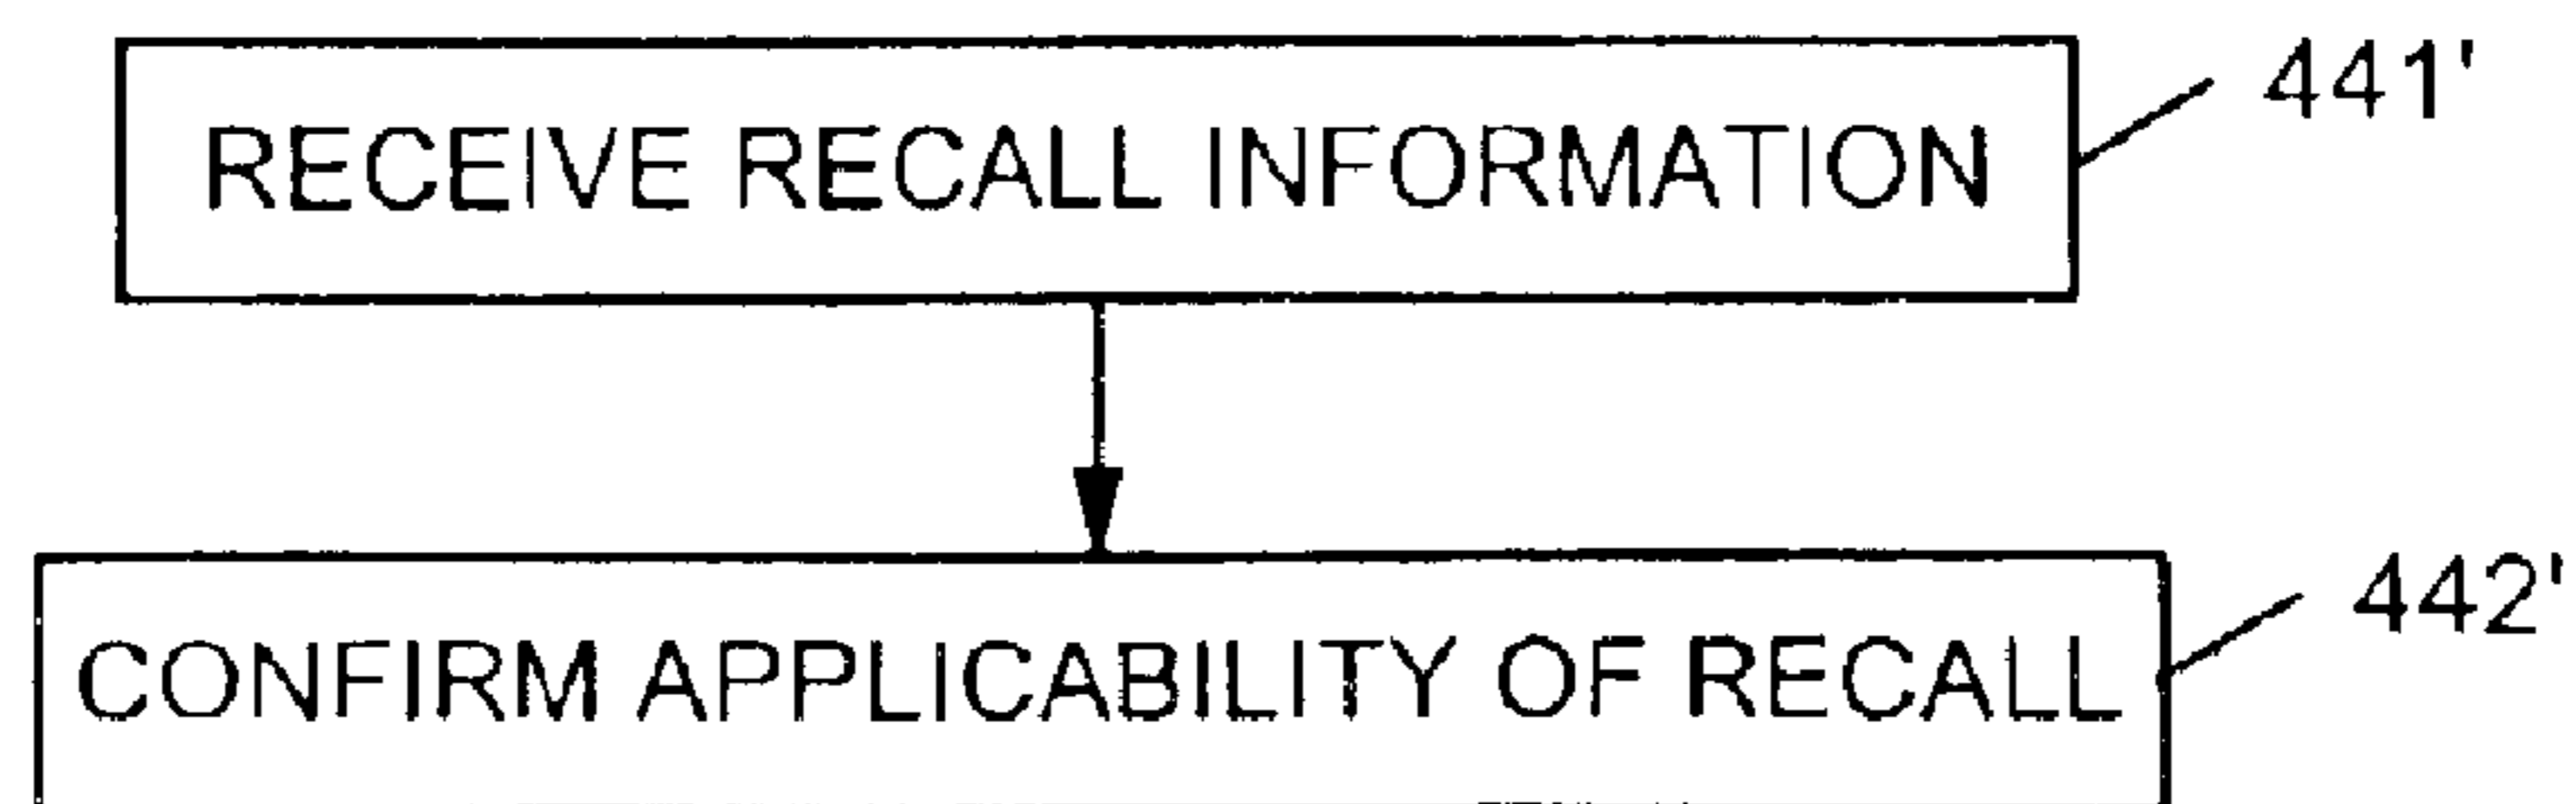 RECEIVE RECALL INFORMATION
441'
CONFIRM APPLICABILITY OF RECALL
442'